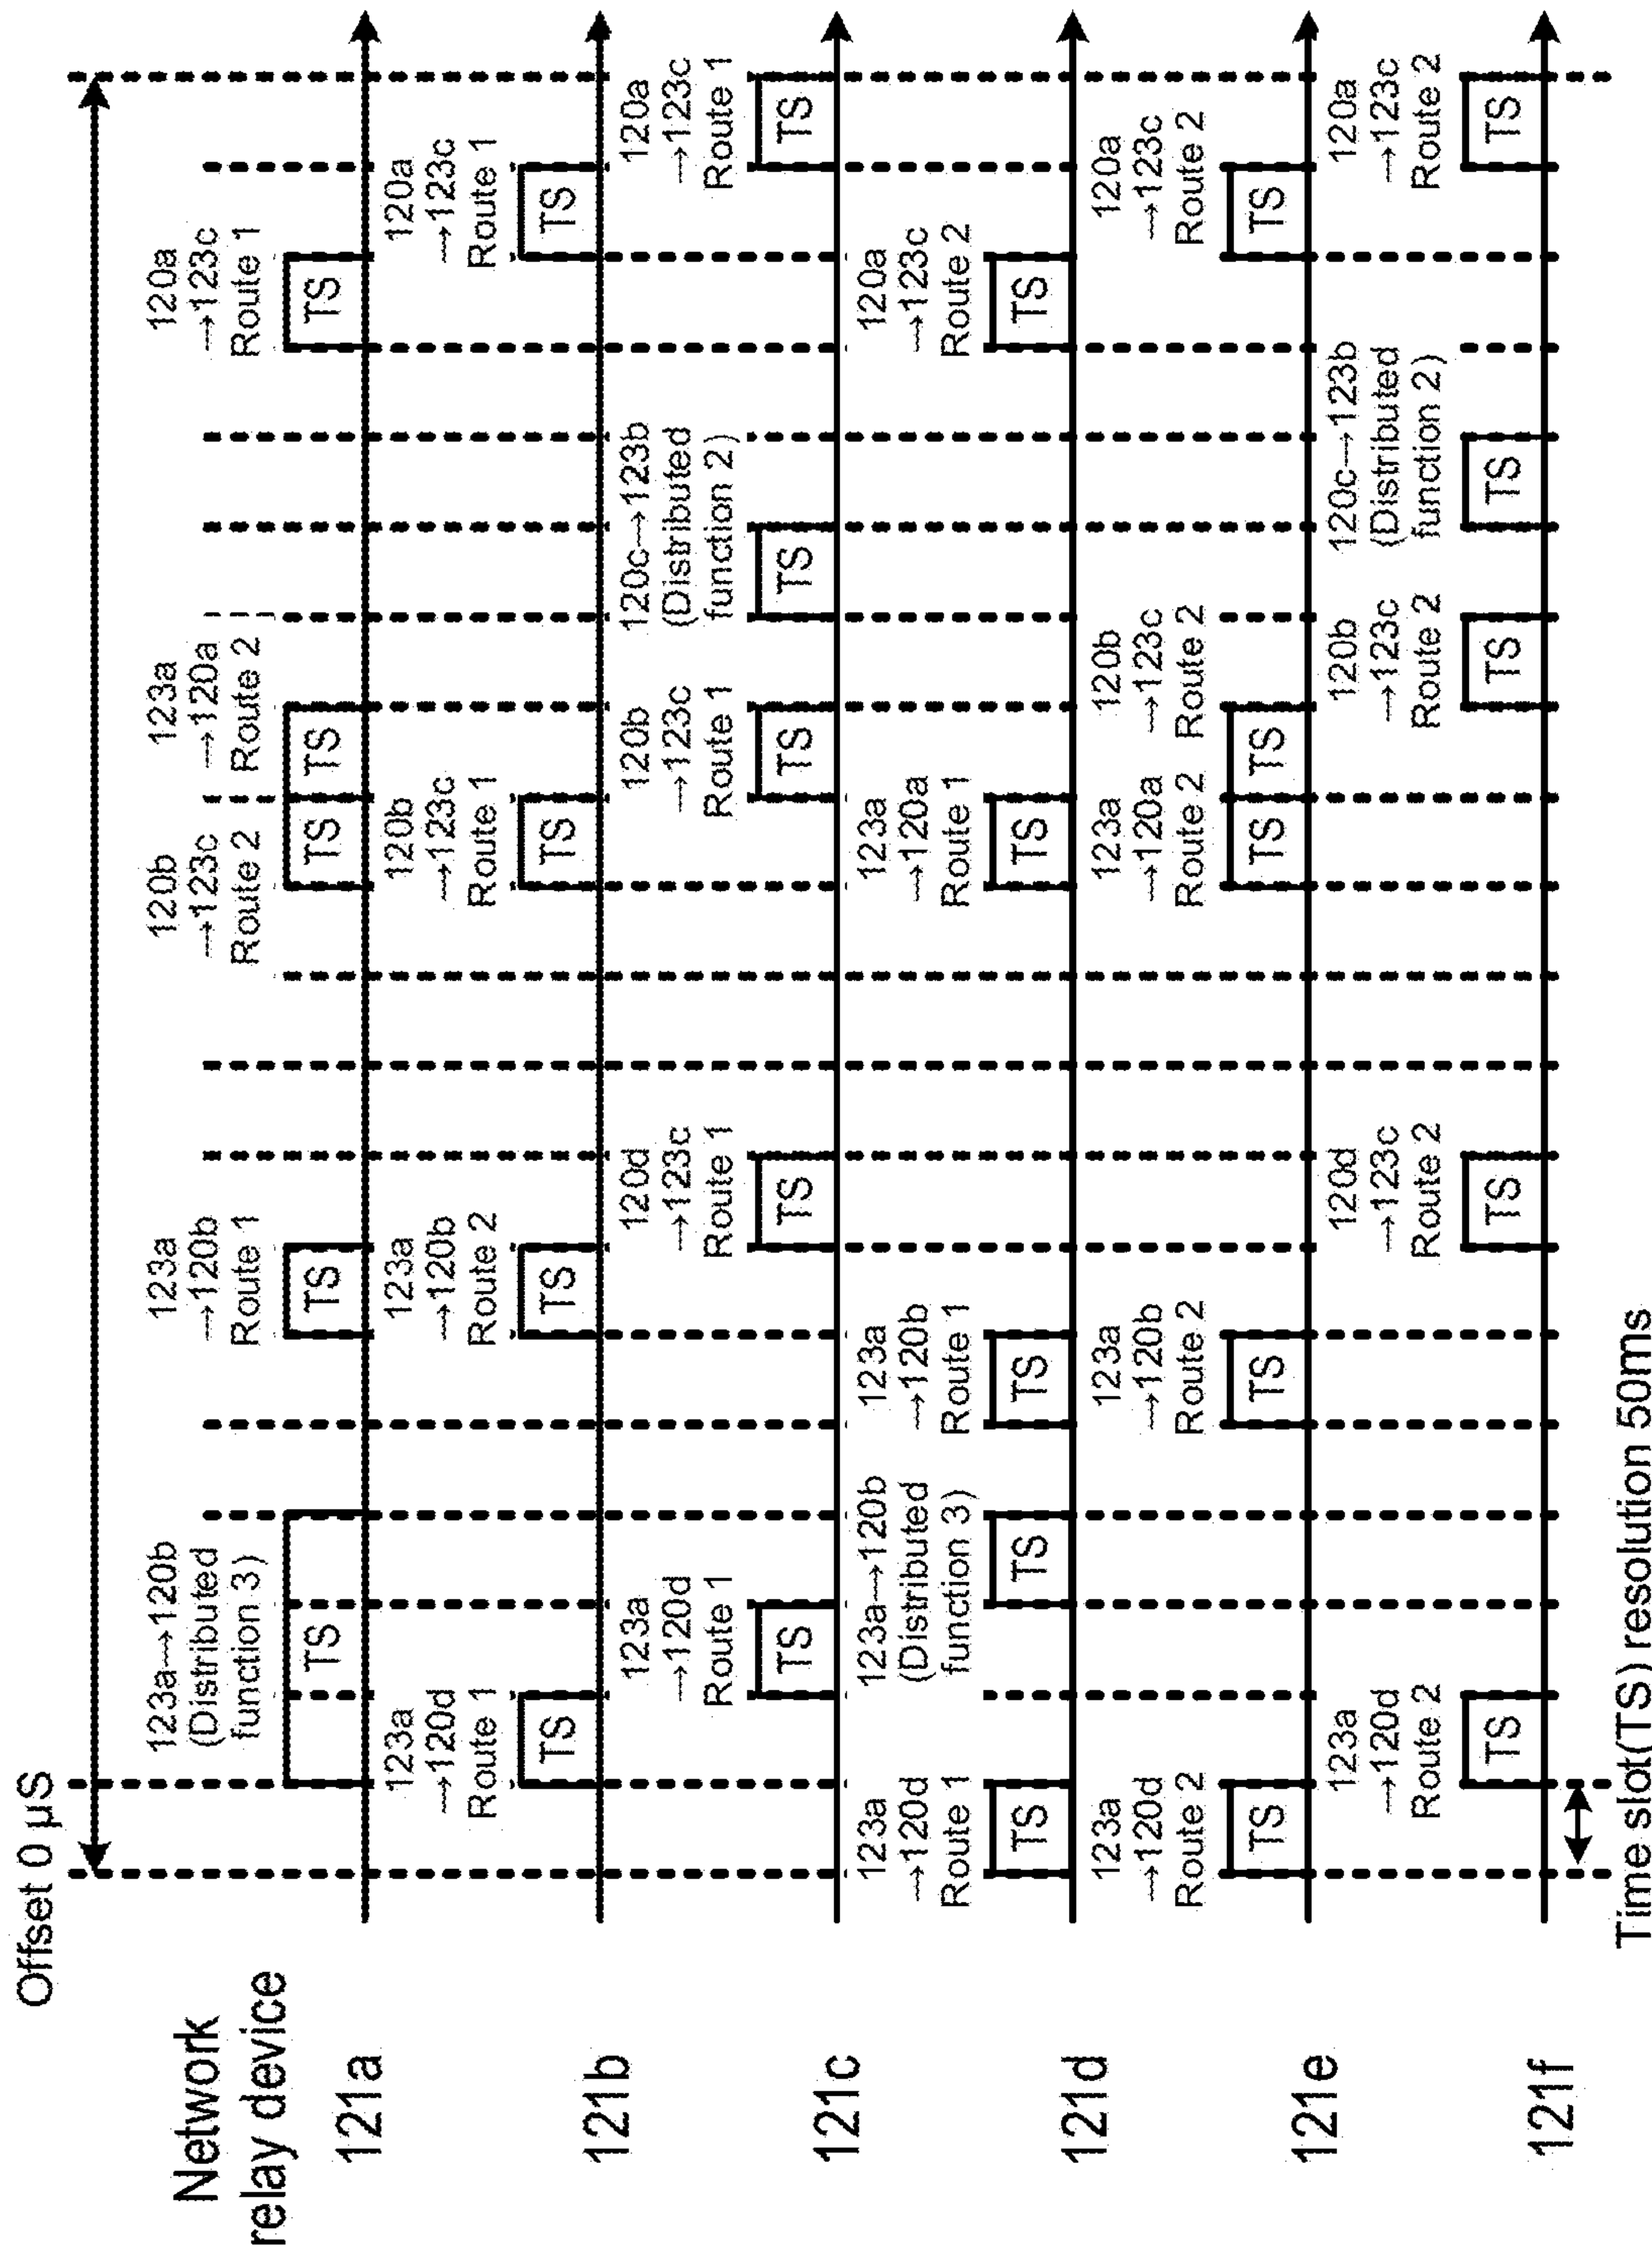 Offset 0 µS
Network
relay device
121a
123a→120b
(Distributed
function 3)
TS
123a
→120b
Route 1
TS
120b
→123c
Route 2
TS
123a
→120a
Route 2
TS
120a
→123c
Route 1
TS
121b
123a
→120d
Route 1
TS
123a
→120b
Route 2
TS
120b
→123c
Route 1
TS
120a
→123c
Route 1
TS
121c
123a
→120d
Route 1
TS
120d
→123c
Route 1
TS
120b
→123c
Route 1
TS
120c→123b
(Distributed
function 2)
TS
120a
→123c
Route 1
TS
121d
123a
→120d
Route 1
TS
123a→120b
(Distributed
function 3)
TS
123a
→120b
Route 1
TS
123a
→120a
Route 1
TS
120a
→123c
Route 2
TS
121e
123a
→120d
Route 2
TS
123a
→120b
Route 2
TS
123a
→120a
Route 2
TS
120b
→123c
Route 2
TS
120a
→123c
Route 2
TS
121f
123a
→120d
Route 2
TS
120d
→123c
Route 2
TS
120b
→123c
Route 2
TS
120c→123b
(Distributed
function 2)
TS
120a
→123c
Route 2
TS
Time slot(TS) resolution 50ms